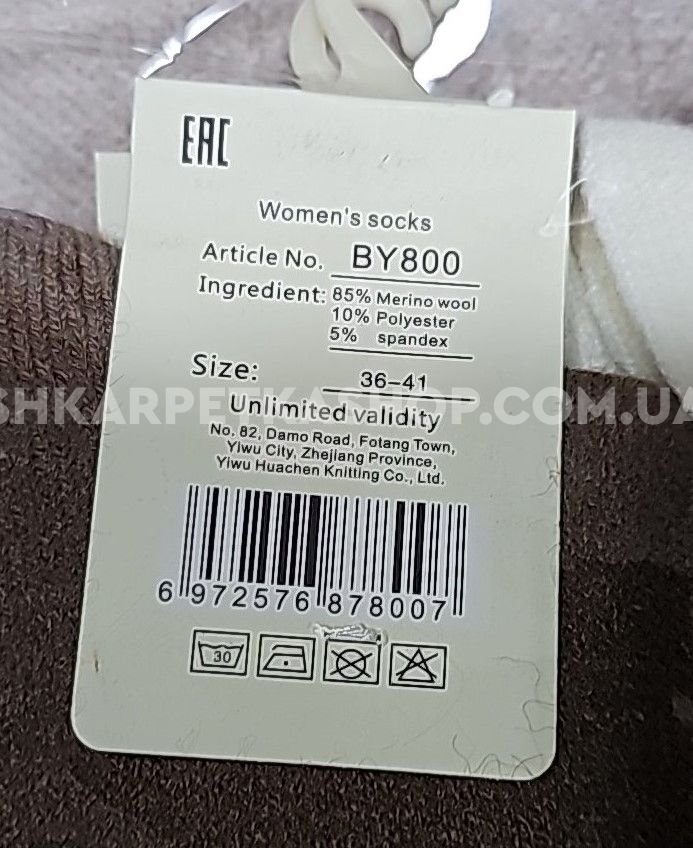 EAC
Women's socks
Article No. BY800
Ingredient: 85% Merino wool
10% Polyester
5% spandex
Size: 36-41
SHKARPETKASHOP.COM.UA
Unlimited validity
No. 82, Damo Road, Fotang Town,
Yiwu City, Zhejiang Province,
Yiwu Huachen Knitting Co., Ltd.
6 972576 878007
30